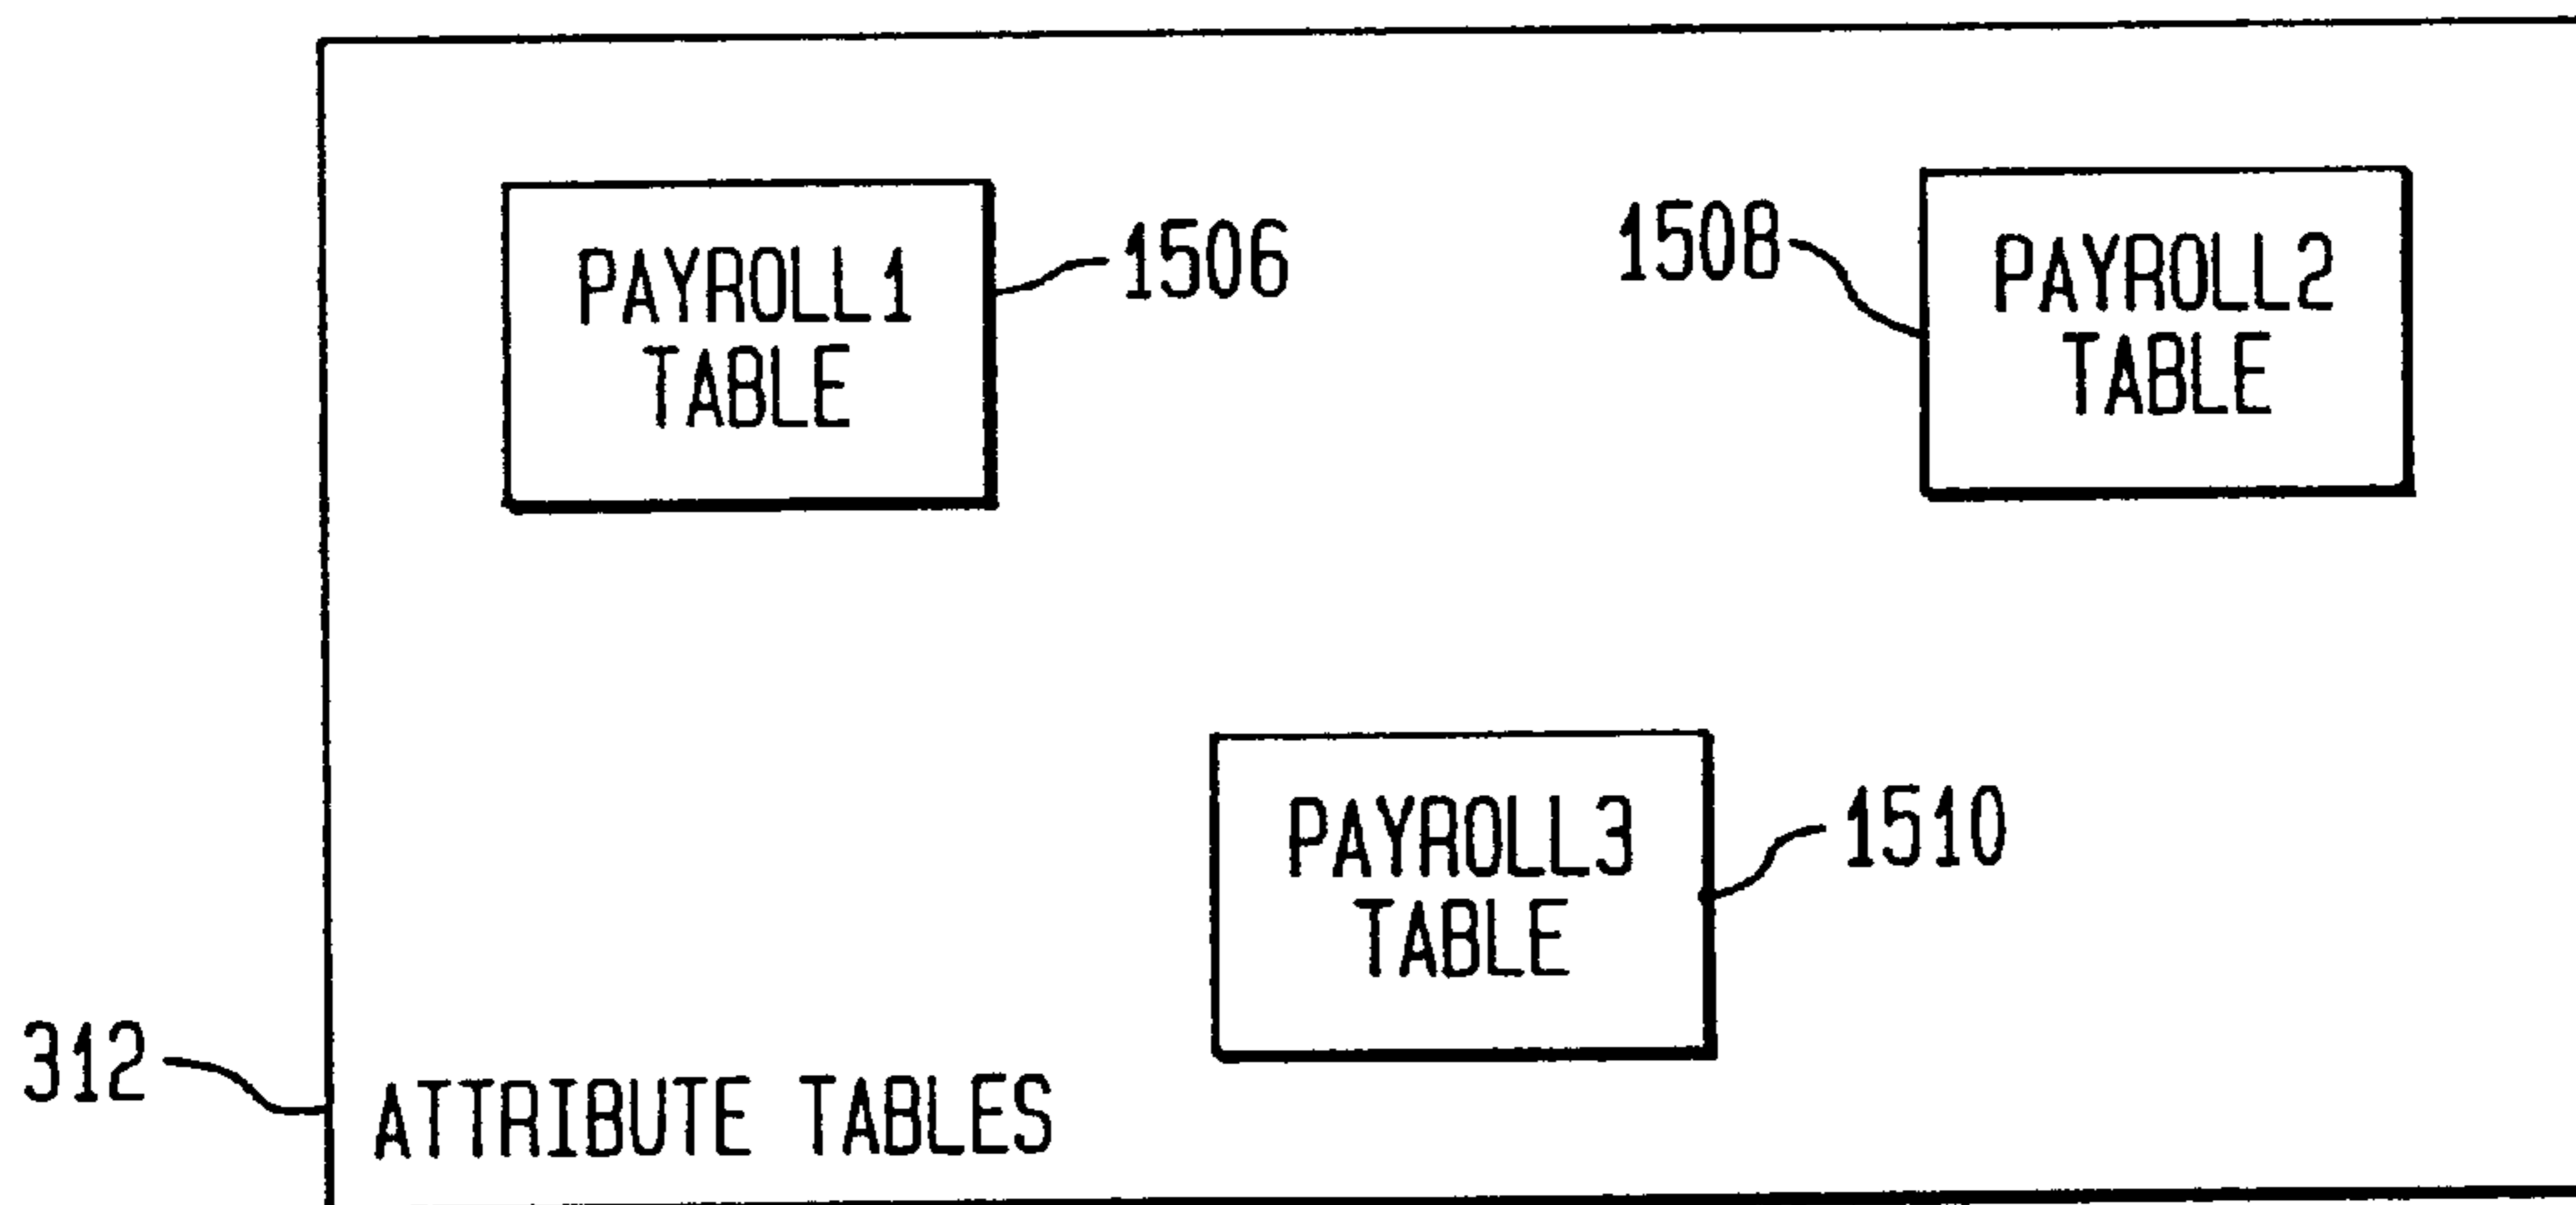 PAYROLL1
TABLE
1506
1508
PAYROLL2
TABLE
PAYROLL3
TABLE
1510
312
ATTRIBUTE TABLES